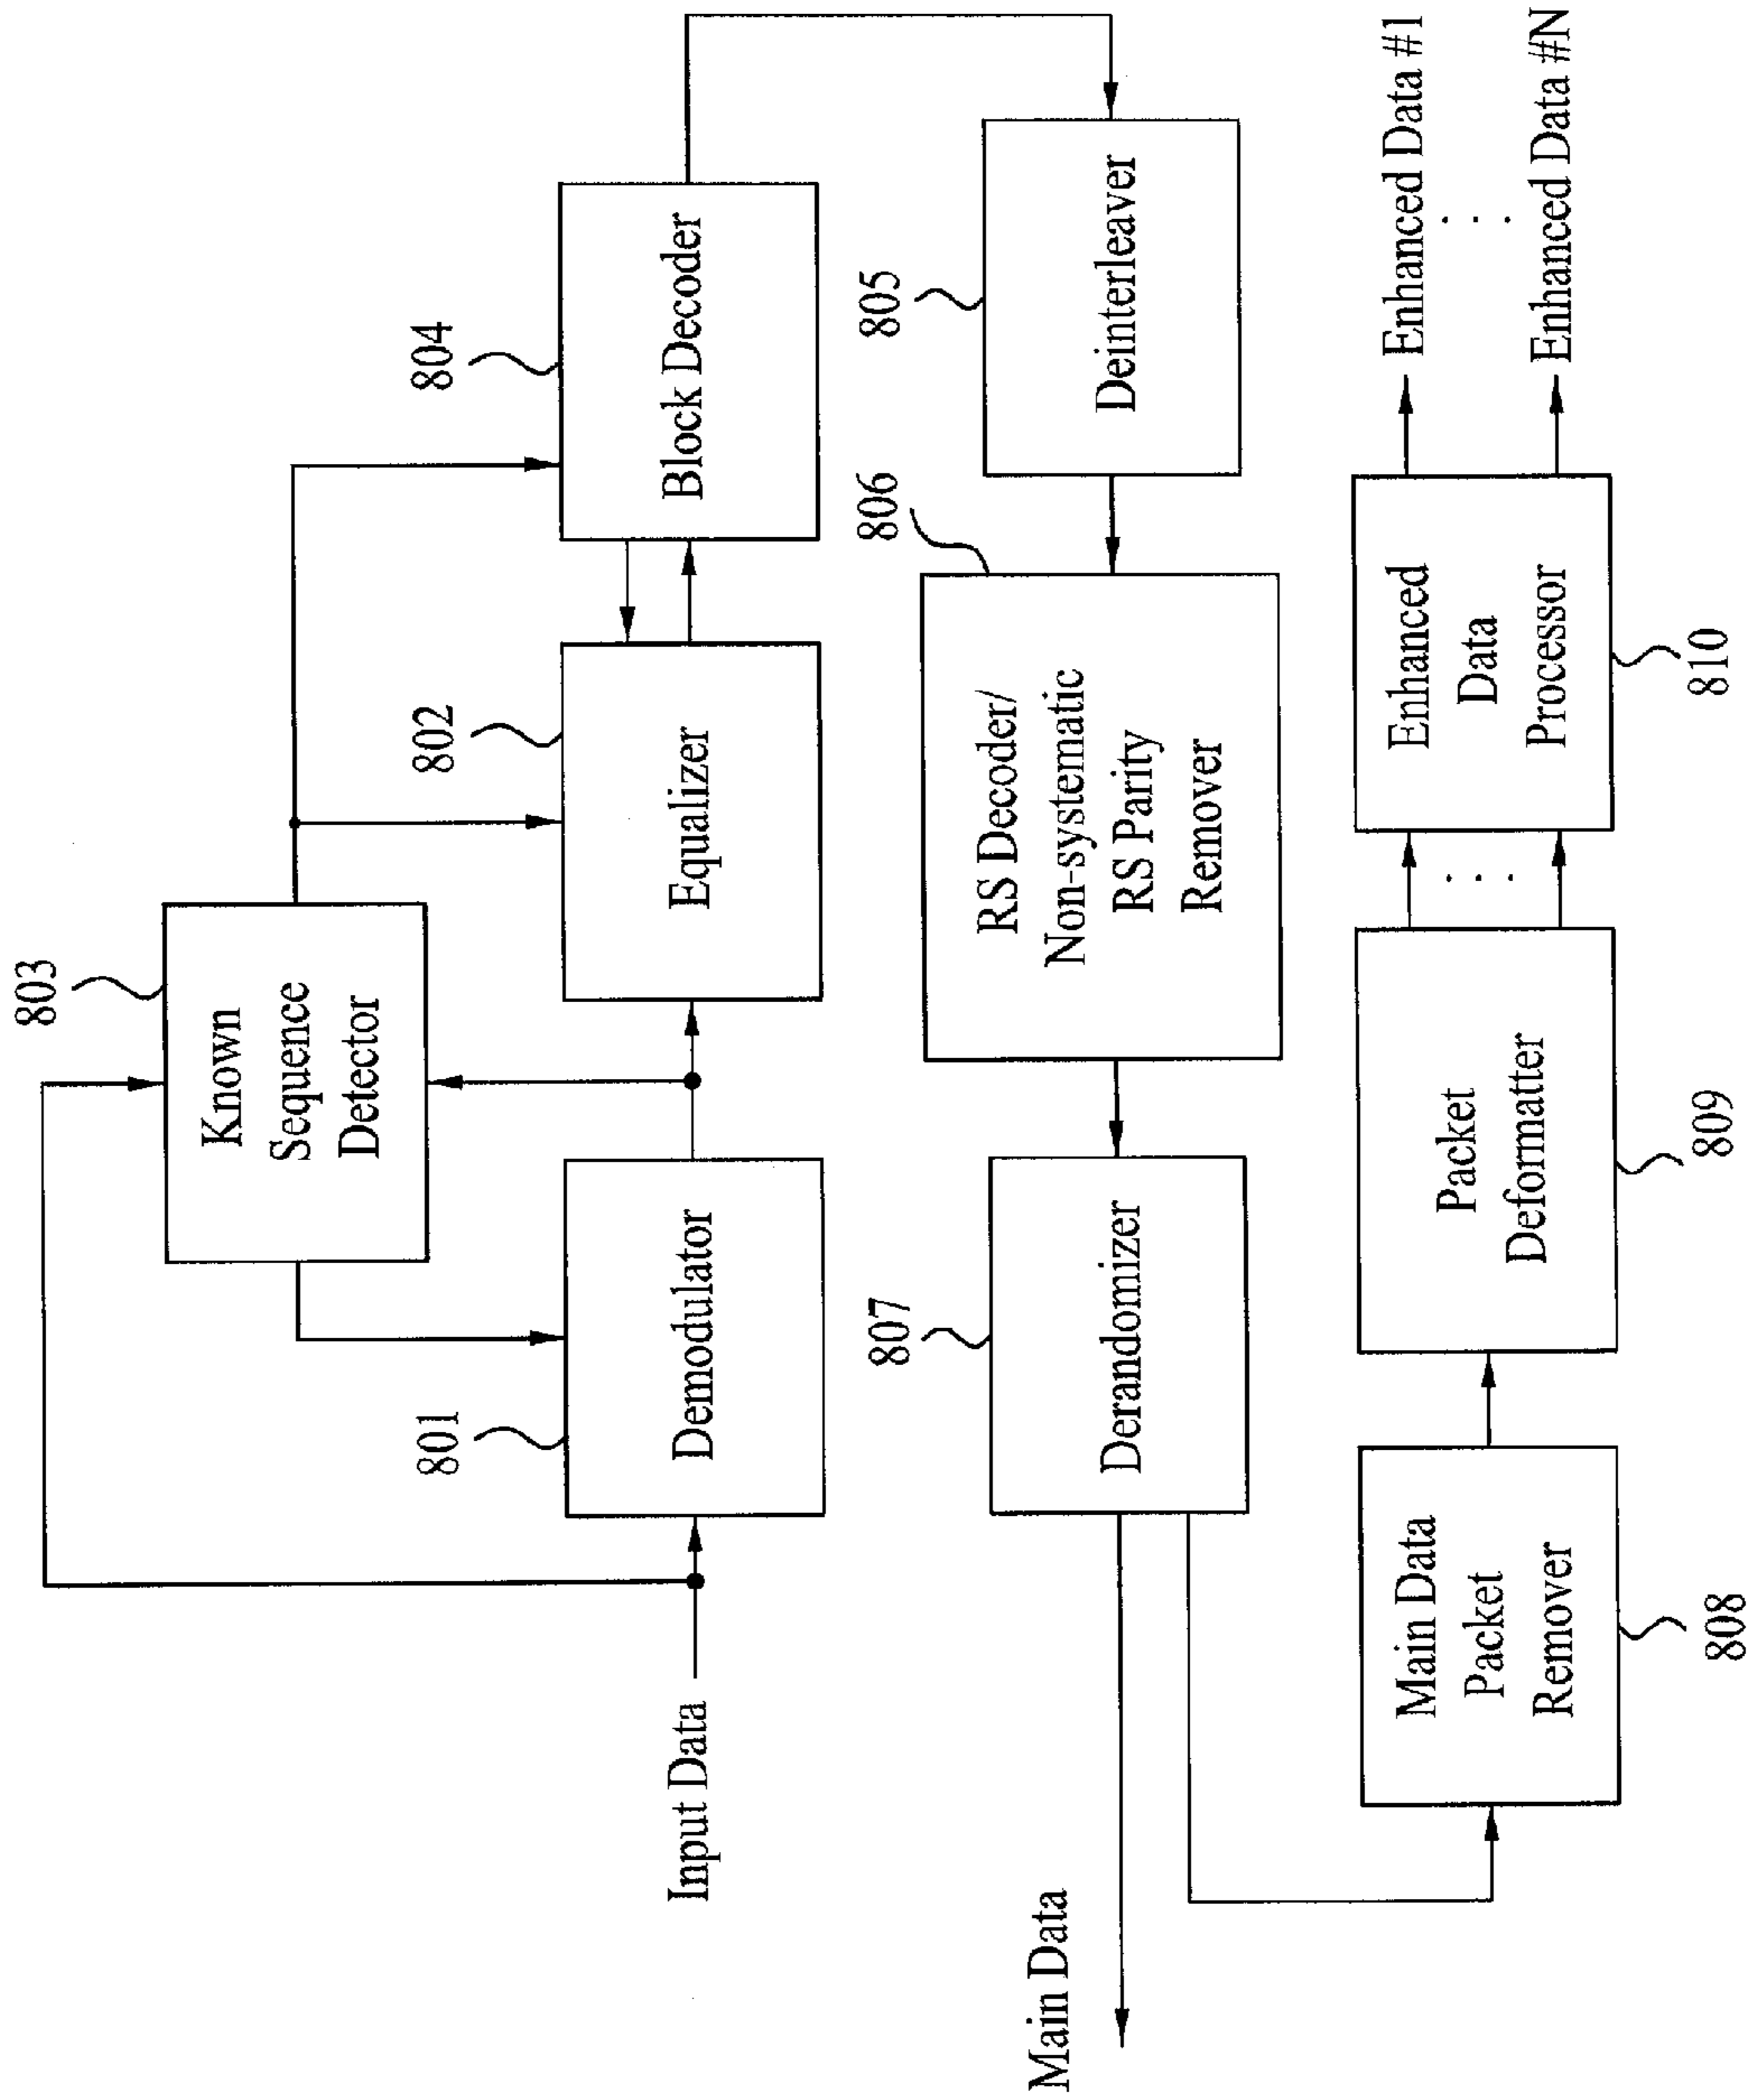 803
Known
Sequence
Detector
801
802
804
Input Data
Demodulator
Equalizer
Block Decoder
807
806
805
Main Data
Derandomizer
RS Decoder/
Non-systematic
RS Parity
Remover
Deinterleaver
Main Data
Packet
Remover
Packet
Deformatter
Enhanced
Data
Processor
Enhanced Data #1
Enhanced Data #N
808
809
810